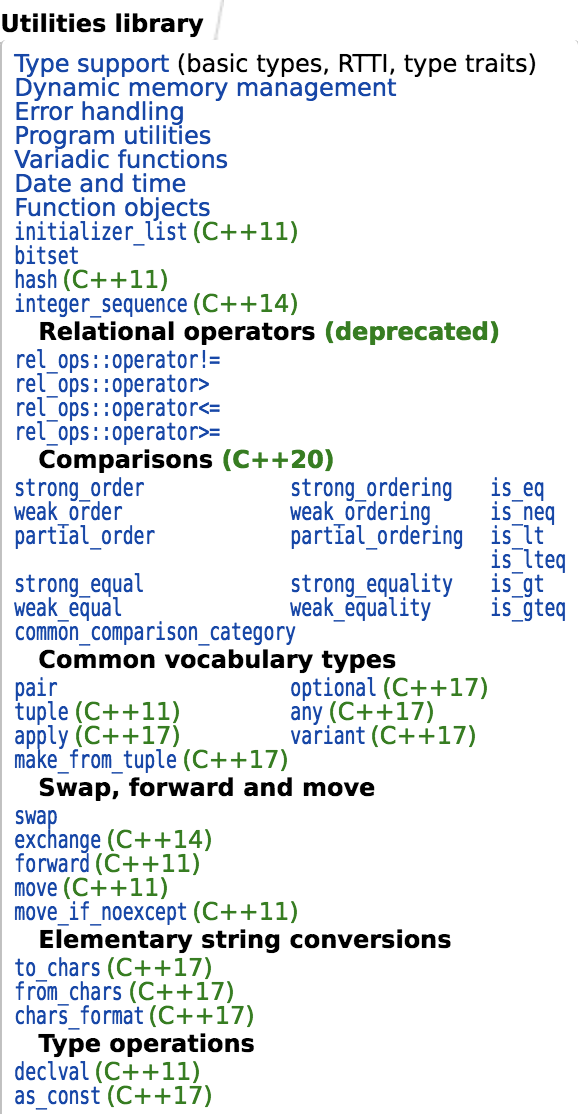 Utilities library
Type support (basic types, RTTI, type traits)
Dynamic memory management
Error handling
Program utilities
Variadic functions
Date and time
Function objects
initializer_list (C++11)
bitset
hash (C++11)
integer_sequence (C++14)
Relational operators (deprecated)
rel_ops::operator!=
rel_ops::operator>
rel_ops::operator<=
rel_ops::operator>=
Comparisons (C++20)
strong_order strong_ordering is_eq
weak_order weak_ordering is_neq
partial_order partial_ordering is_lt
is_lteq
strong_equal strong_equality is_gt
weak_equal weak_equality is_gteq
common_comparison_category
Common vocabulary types
pair optional (C++17)
tuple (C++11) any (C++17)
apply (C++17) variant (C++17)
make_from_tuple (C++17)
Swap, forward and move
swap
exchange (C++14)
forward (C++11)
move (C++11)
move_if_noexcept (C++11)
Elementary string conversions
to_chars (C++17)
from_chars (C++17)
chars_format (C++17)
Type operations
declval (C++11)
as_const (C++17)